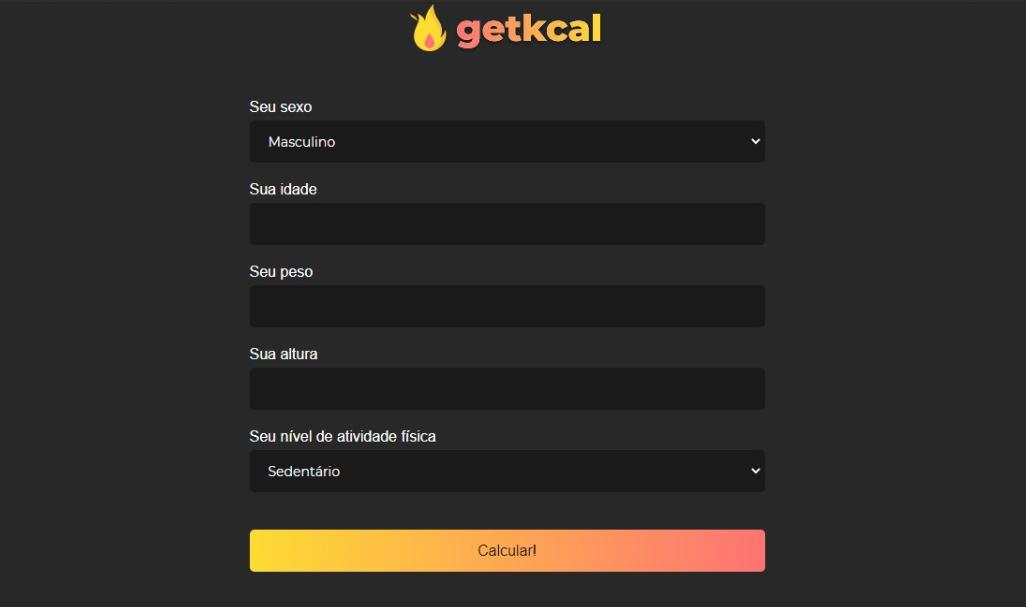 getkcal
Seu sexo
Masculino
Sua idade
Seu peso
Sua altura
Seu nível de atividade física
Sedentário
Calcular!